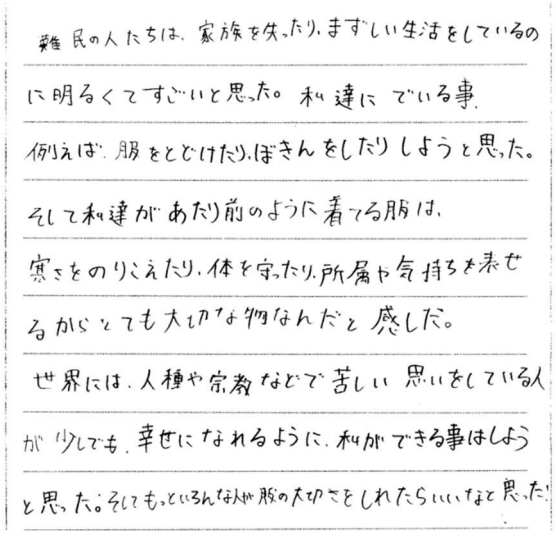 難民の人たちは、家族を失ったり、まずしい生活をしているの
に明るくてすごいと思った。私達にでいる事、
例えば、服をとどけたり、ぼきんをしたりしようと思った。
そして私達があたり前のように着てる服は、
寒さをのりこえたり、体を守ったり、所属や気持ちを表せ
るからとても大切な物なんだと感じた。
世界には、人種や宗教などで苦しい思いをしている人
が少しでも、幸せになれるように、私ができる事はしよう
と思った。そしてもっといろんな人が服の大切さをしれたらいいなと思った!